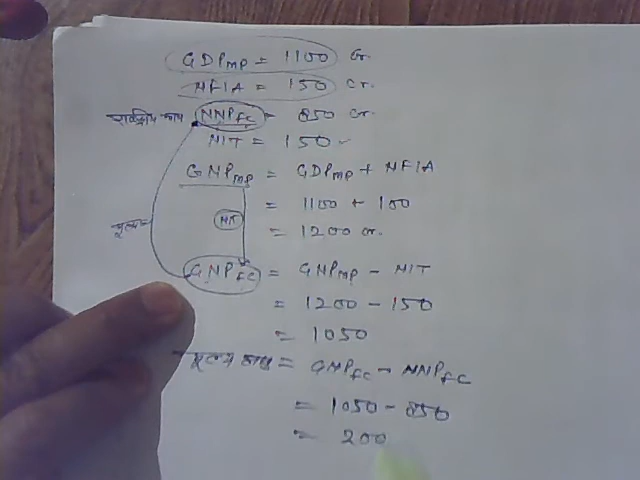 GDPMP = 1100 Cr.
NFIA = 150 Cr.
राष्ट्रीय आय NNPFC = 850 Cr.
NIT = 150
GNPMP = GDPMP + NFIA
= 1100 + 100
NIT
= 1200 Cr.
GNPFC = GNPMP - NIT
= 1200 - 150
= 1050
मूल्य ह्रास = GNPFC - NNPFC
= 1050 - 850
= 200